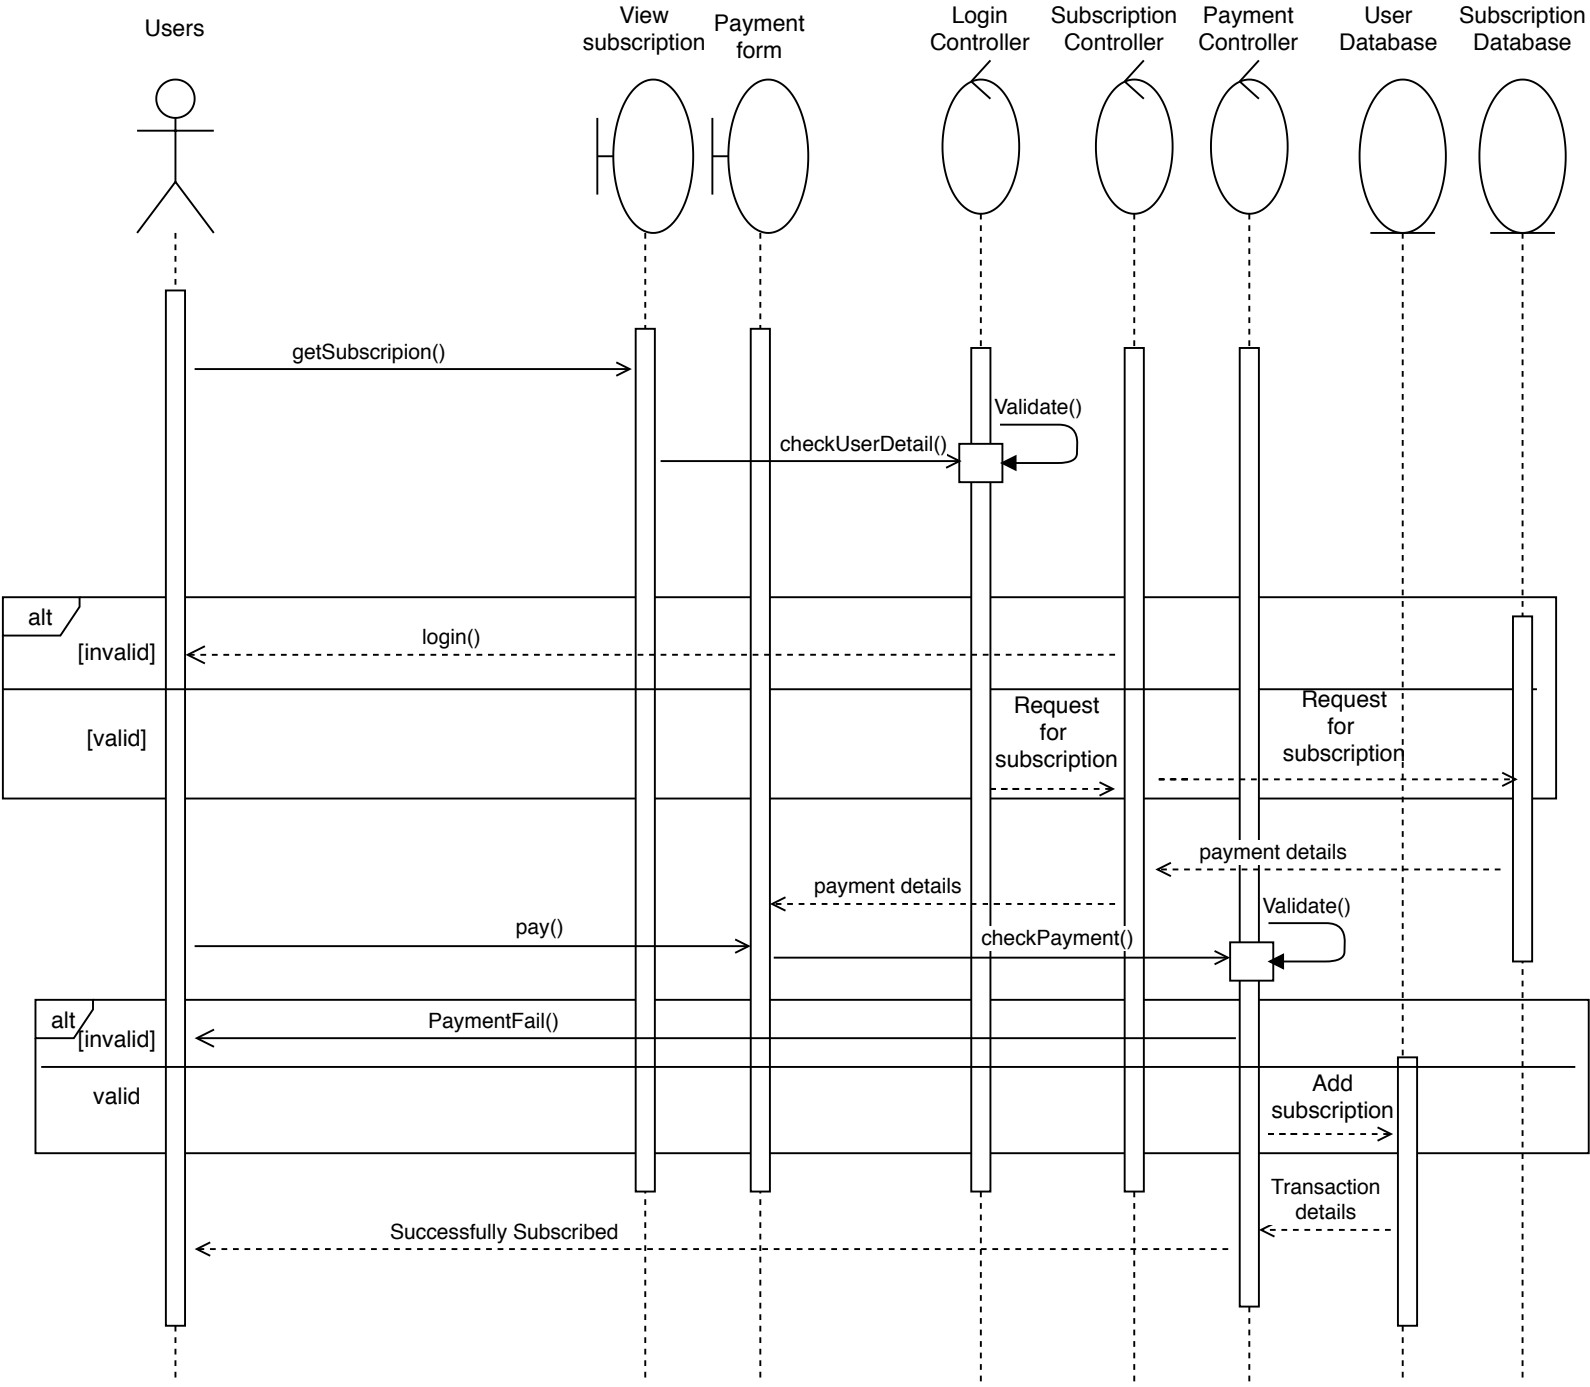 Users
View
subscription
Payment
form
Login
Controller
Subscription
Controller
Payment
Controller
User
Database
Subscription
Database
getSubscripion()
Validate()
checkUserDetail()
alt
[invalid]
login()
[valid]
Request
for
subscription
Request
for
subscription
payment details
payment details
Validate()
pay()
checkPayment()
alt
[invalid]
PaymentFail()
valid
Add
subscription
Transaction
details
Successfully Subscribed